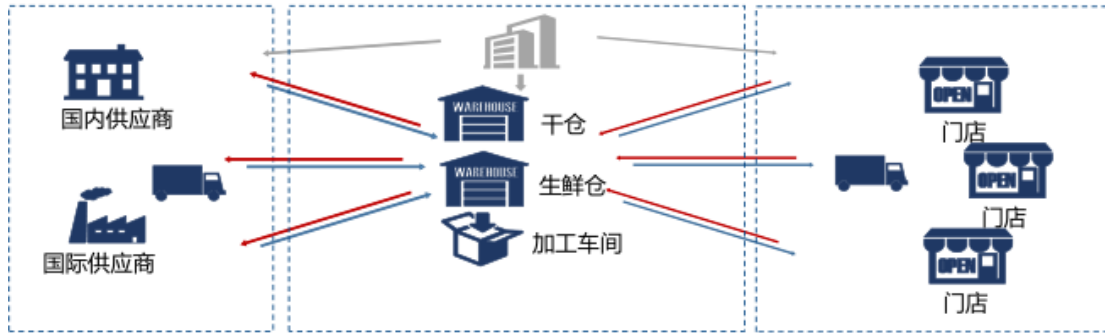 国内供应商
国际供应商
WAREHOUSE
干仓
WAREHOUSE
生鲜仓
加工车间
OPEN
门店
OPEN
门店
OPEN
门店